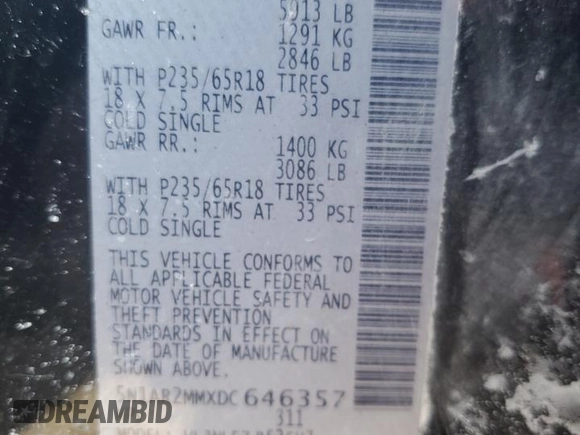 5913 LB
GAWR FR.: 1291 KG
2846 LB
WITH P235/65R18 TIRES
18 X 7.5 RIMS AT 33 PSI
COLD SINGLE
GAWR RR.: 1400 KG
3086 LB
WITH P235/65R18 TIRES
18 X 7.5 RIMS AT 33 PSI
COLD SINGLE
THIS VEHICLE CONFORMS TO
ALL APPLICABLE FEDERAL
MOTOR VEHICLE SAFETY AND
THEFT PREVENTION
STANDARDS IN EFFECT ON
THE DATE OF MANUFACTURE
SHOWN ABOVE.
5N1AR2MMXDC646357
311
DREAMBID